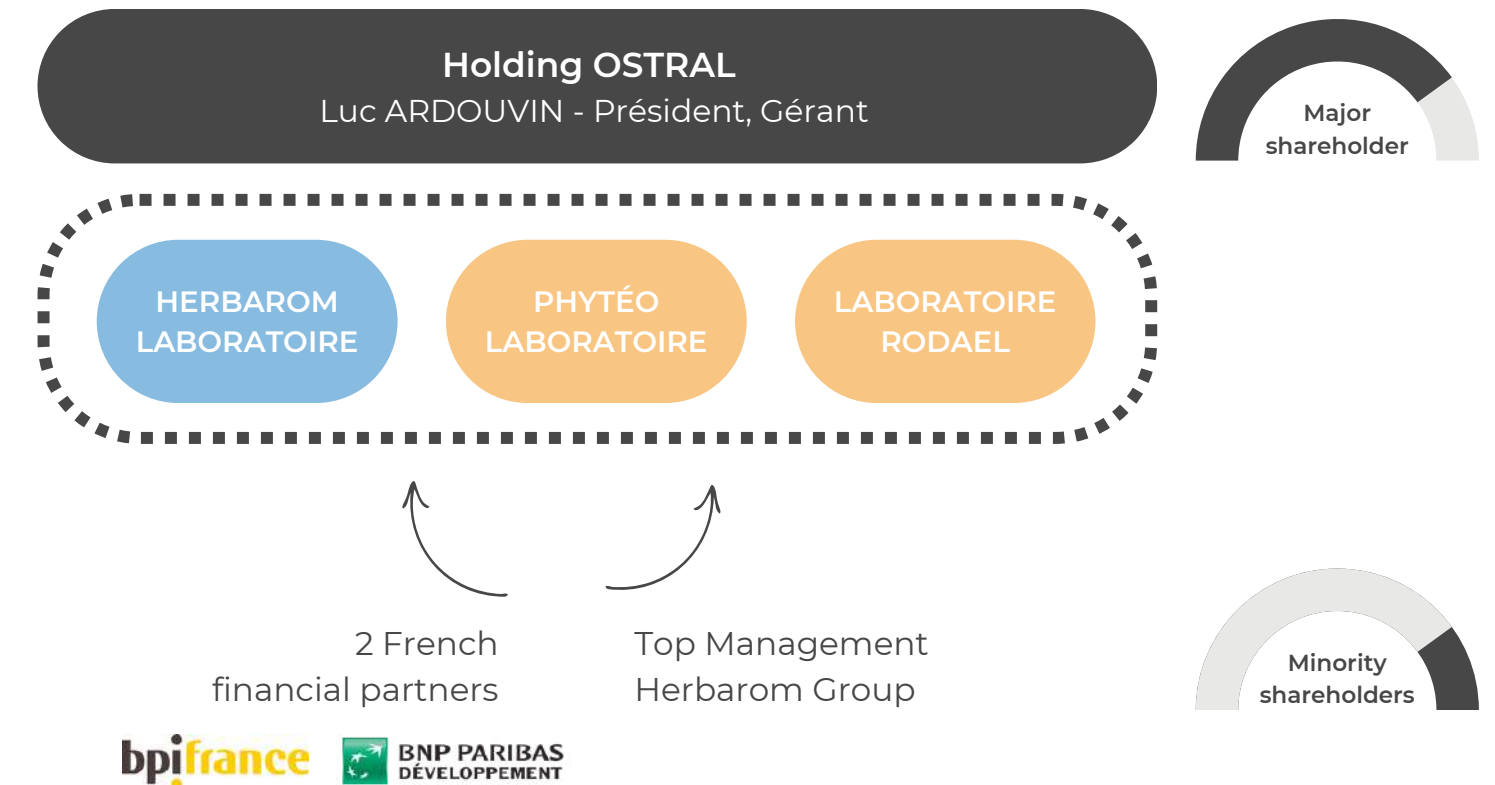 Holding OSTRAL
Luc ARDOUVIN - Président, Gérant
Major
shareholder
HERBAROM
LABORATOIRE
PHYTÉO
LABORATOIRE
LABORATOIRE
RODAEL
2 French
financial partners
Top Management
Herbarom Group
Minority
shareholders
bpifrance
BNP PARIBAS
DÉVELOPPEMENT